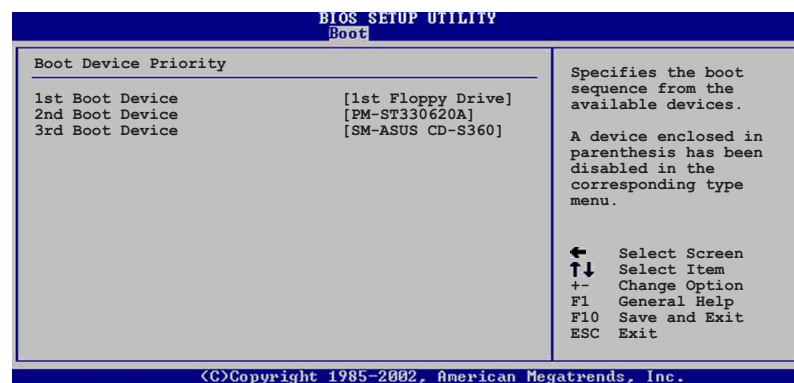 BIOS SETUP UTILITY
Boot
Boot Device Priority
1st Boot Device [1st Floppy Drive]
2nd Boot Device [PM-ST330620A]
3rd Boot Device [SM-ASUS CD-S360]
Specifies the boot
sequence from the
available devices.
A device enclosed in
parenthesis has been
disabled in the
corresponding type
menu.
← Select Screen
↑↓ Select Item
+- Change Option
F1 General Help
F10 Save and Exit
ESC Exit
(C)Copyright 1985-2002, American Megatrends, Inc.